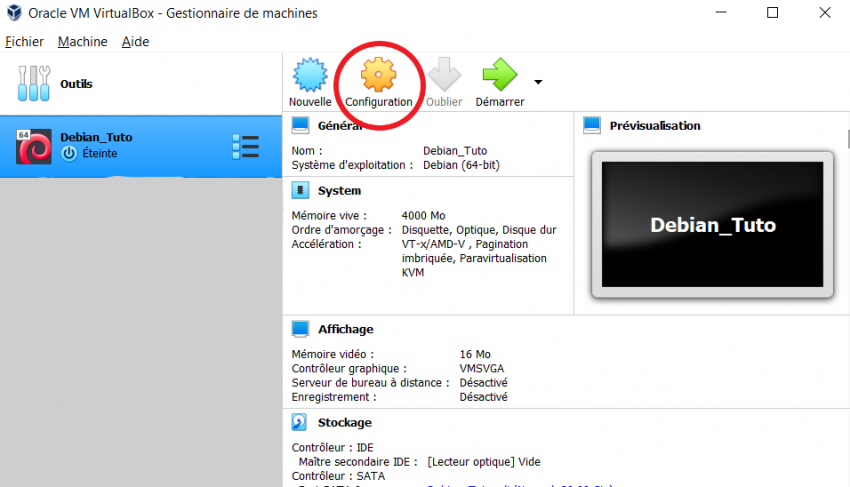 Oracle VM VirtualBox - Gestionnaire de machines
Fichier Machine Aide
Outils
Nouvelle Configuration Oublier Démarrer
64
Debian_Tuto
Éteinte
Général
Nom : Debian_Tuto
Système d'exploitation : Debian (64-bit)
System
Mémoire vive : 4000 Mo
Ordre d'amorçage : Disquette, Optique, Disque dur
Accélération : VT-x/AMD-V , Pagination
imbriquée, Paravirtualisation
KVM
Prévisualisation
Debian_Tuto
Affichage
Mémoire vidéo : 16 Mo
Contrôleur graphique : VMSVGA
Serveur de bureau à distance : Désactivé
Enregistrement : Désactivé
Stockage
Contrôleur : IDE
Maître secondaire IDE : [Lecteur optique] Vide
Contrôleur : SATA